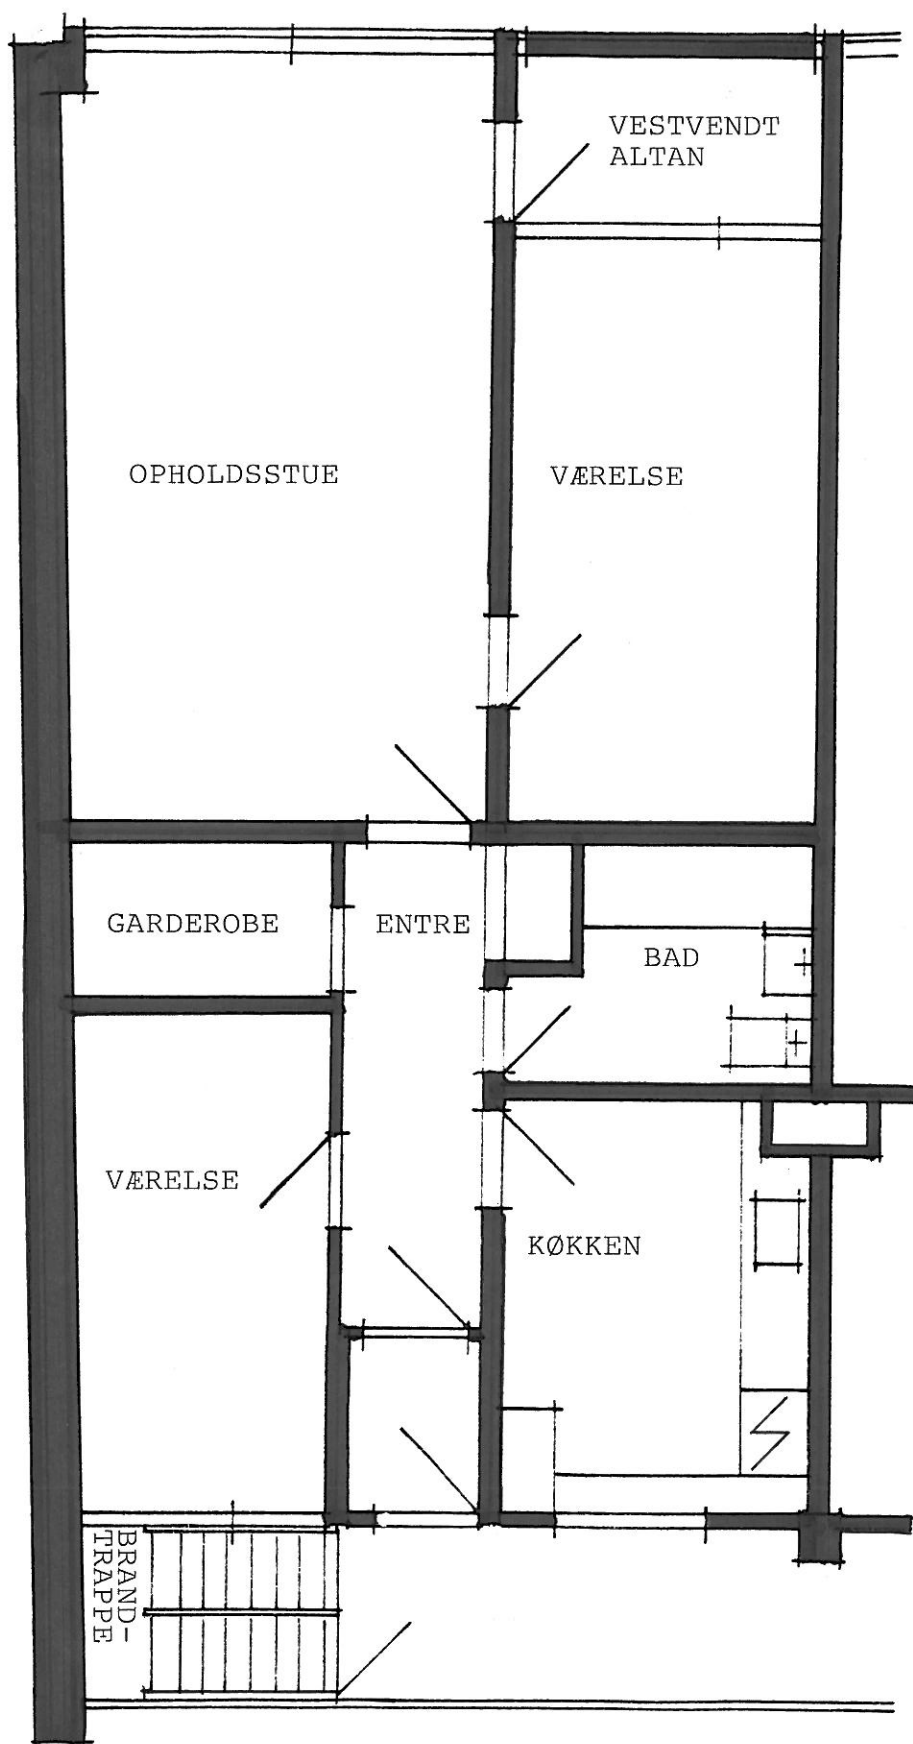 VESTVENDT
ALTAN
OPHOLDSSTUE
VÆRELSE
GARDEROBE
ENTRE
BAD
VÆRELSE
KØKKEN
BRAND-
TRAPPE